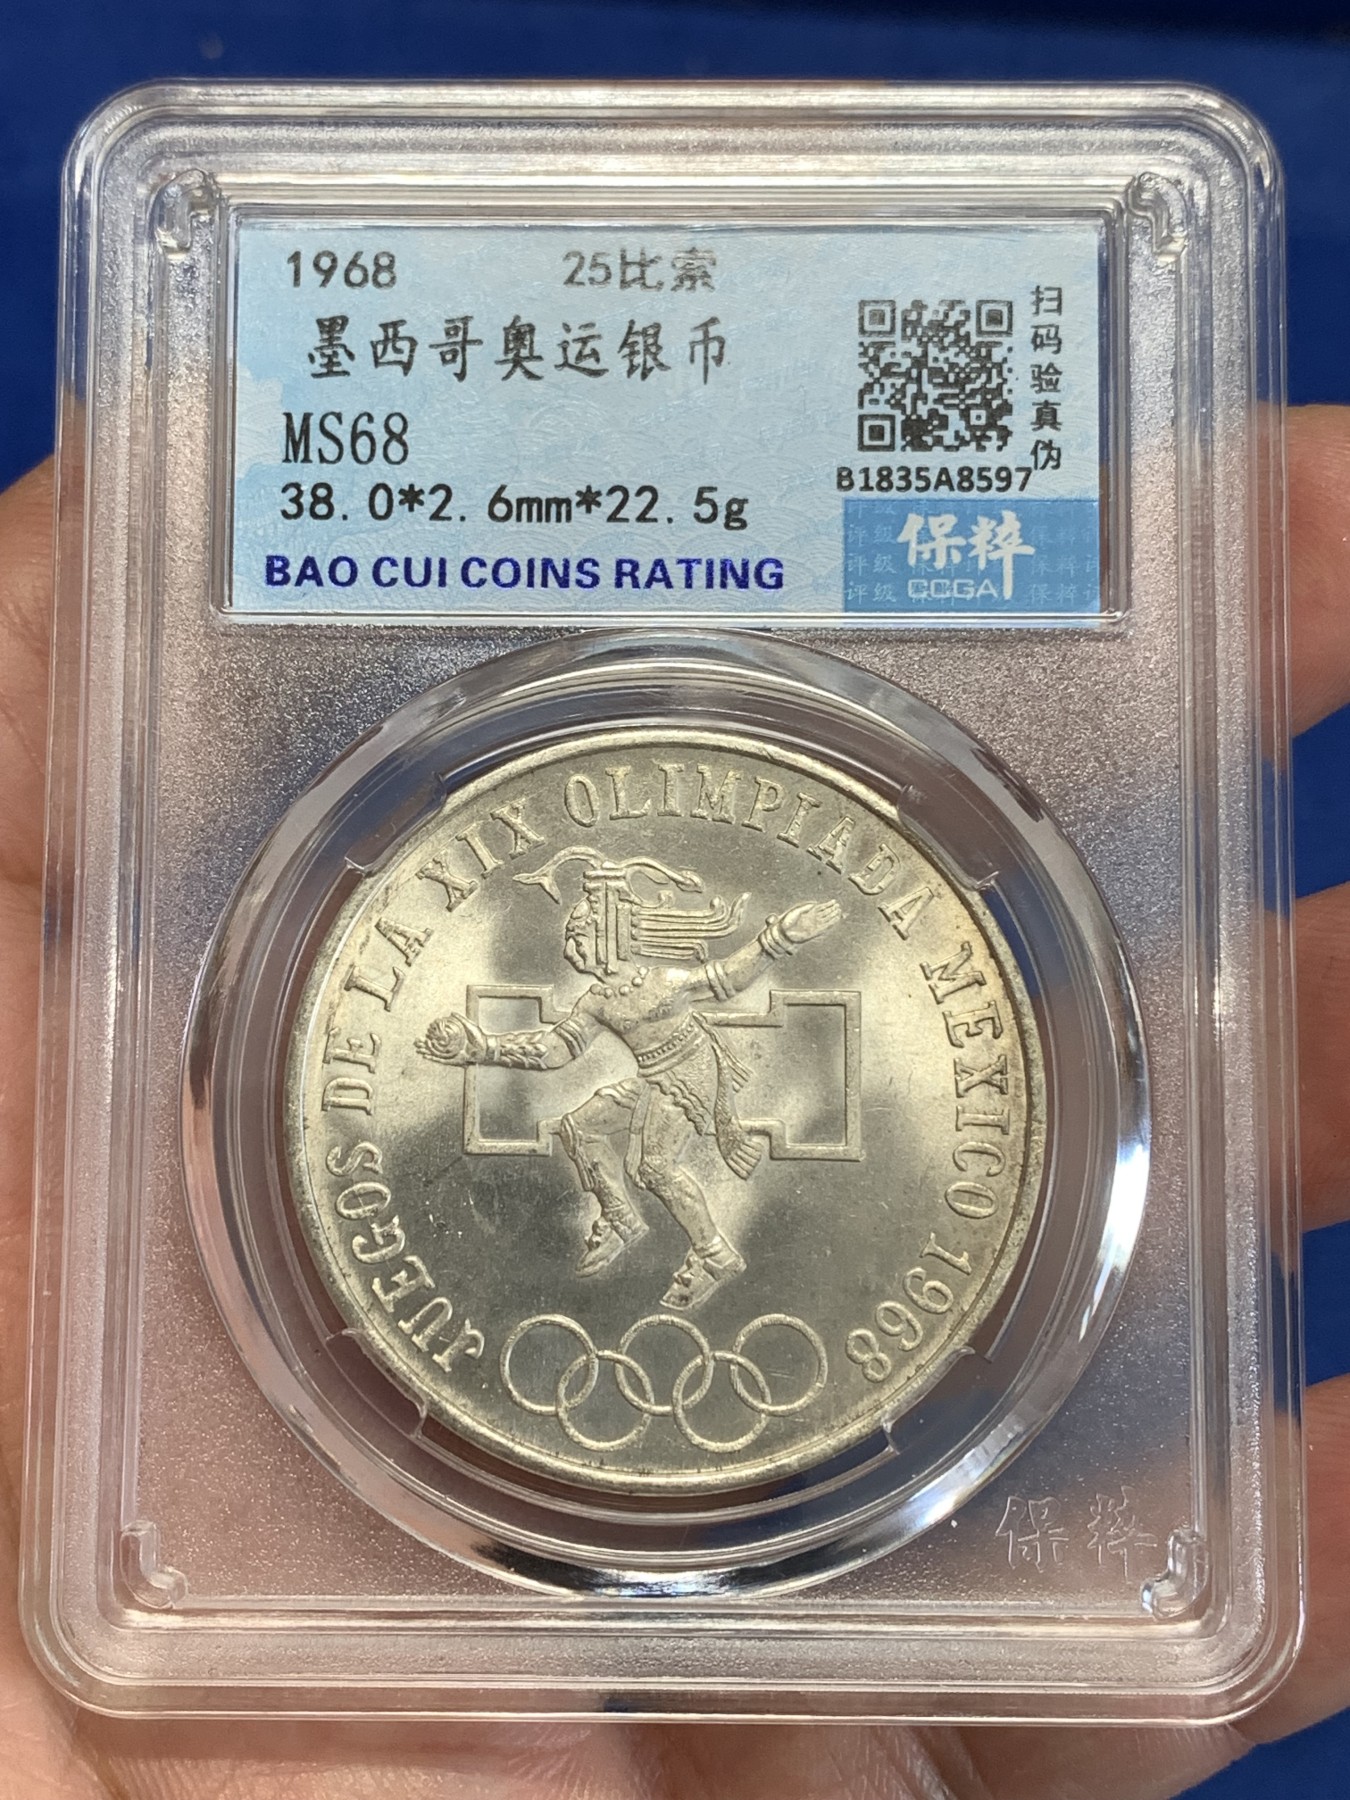 1968 25比索
墨西哥奥运银币
MS68
38.0*2.6mm*22.5g
BAO CUI COINS RATING
扫码验真伪
B1835A8597
保粹
CCGA
JUEGOS DE LA XIX OLIMPIADA MEXICO 1968
保粹